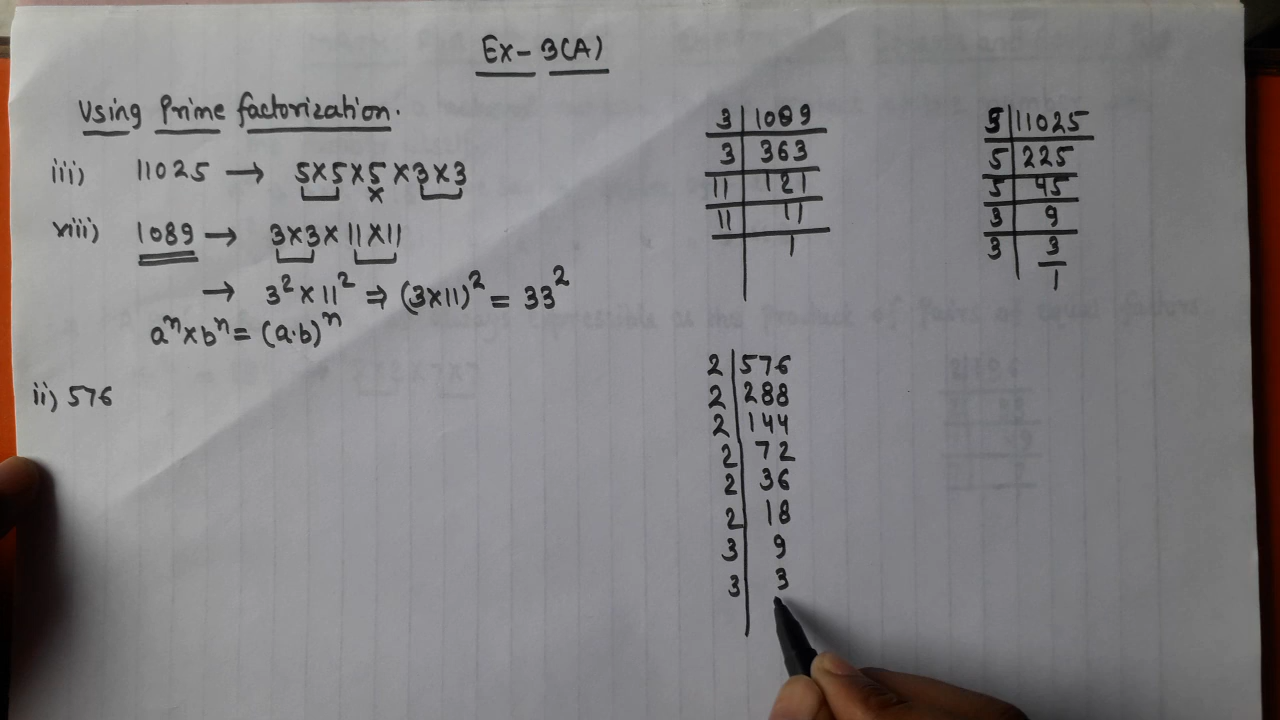 Ex- 3(A)
Using Prime factorization.
iii) 11025 → 5×5×5×3×3
×
xiii) 1089 → 3×3×11×11
→ 3² × 11² ⇒ (3×11)² = 33²
aⁿ×bⁿ = (a·b)ⁿ
ii) 576
3 | 1089
3 | 363
11 | 121
11 | 11
1
5 | 11025
5 | 225
5 | 45
3 | 9
3 | 3
1
2 | 576
2 | 288
2 | 144
2 | 72
2 | 36
2 | 18
3 | 9
3 | 3